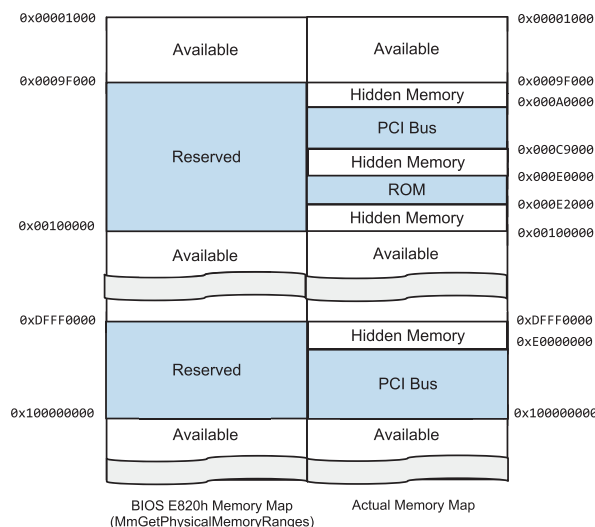 0x00001000 0x00001000
Available Available
0x0009F000 0x0009F000
Hidden Memory
0x000A0000
PCI Bus
0x000C9000
Reserved Hidden Memory
0x000E0000
ROM
0x000E2000
Hidden Memory
0x00100000 0x00100000
Available Available
0xDFFF0000 0xDFFF0000
Hidden Memory
0xE0000000
Reserved
PCI Bus
0x100000000 0x100000000
Available Available
BIOS E820h Memory Map Actual Memory Map
(MmGetPhysicalMemoryRanges)